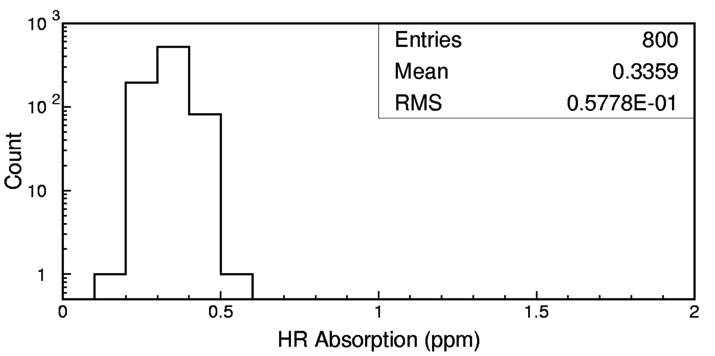 10 3
Entries 800
Mean 0.3359
RMS 0.5778E-01
10 2
10
1
Count
0 0.5 1 1.5 2
HR Absorption (ppm)